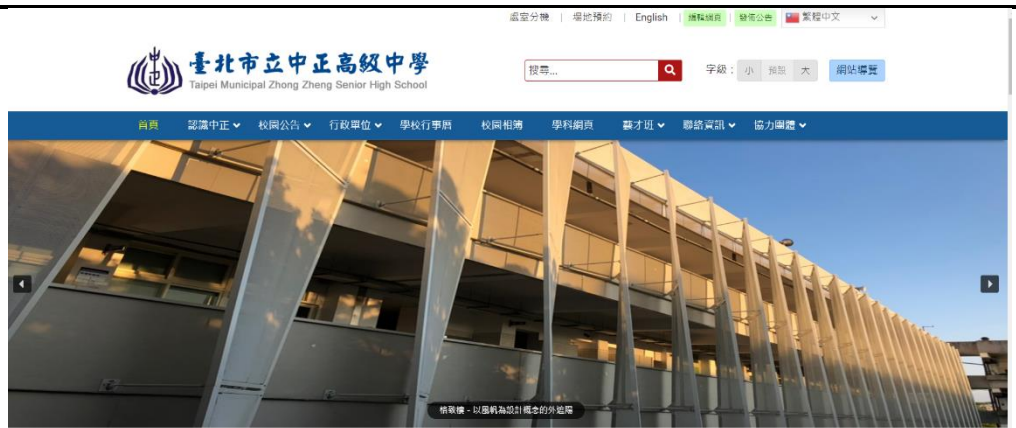 處室分機 | 場地預約 | English | 編輯網頁 發佈公告 繁體中文
臺北市立中正高級中學
Taipei Municipal Zhong Zheng Senior High School
搜尋...
字級： 小 預設 大 網站導覽
首頁 認識中正 校園公告 行政單位 學校行事曆 校園相簿 學科網頁 藝才班 聯絡資訊 協力團體
格致樓 - 以風帆為設計概念的外遮陽